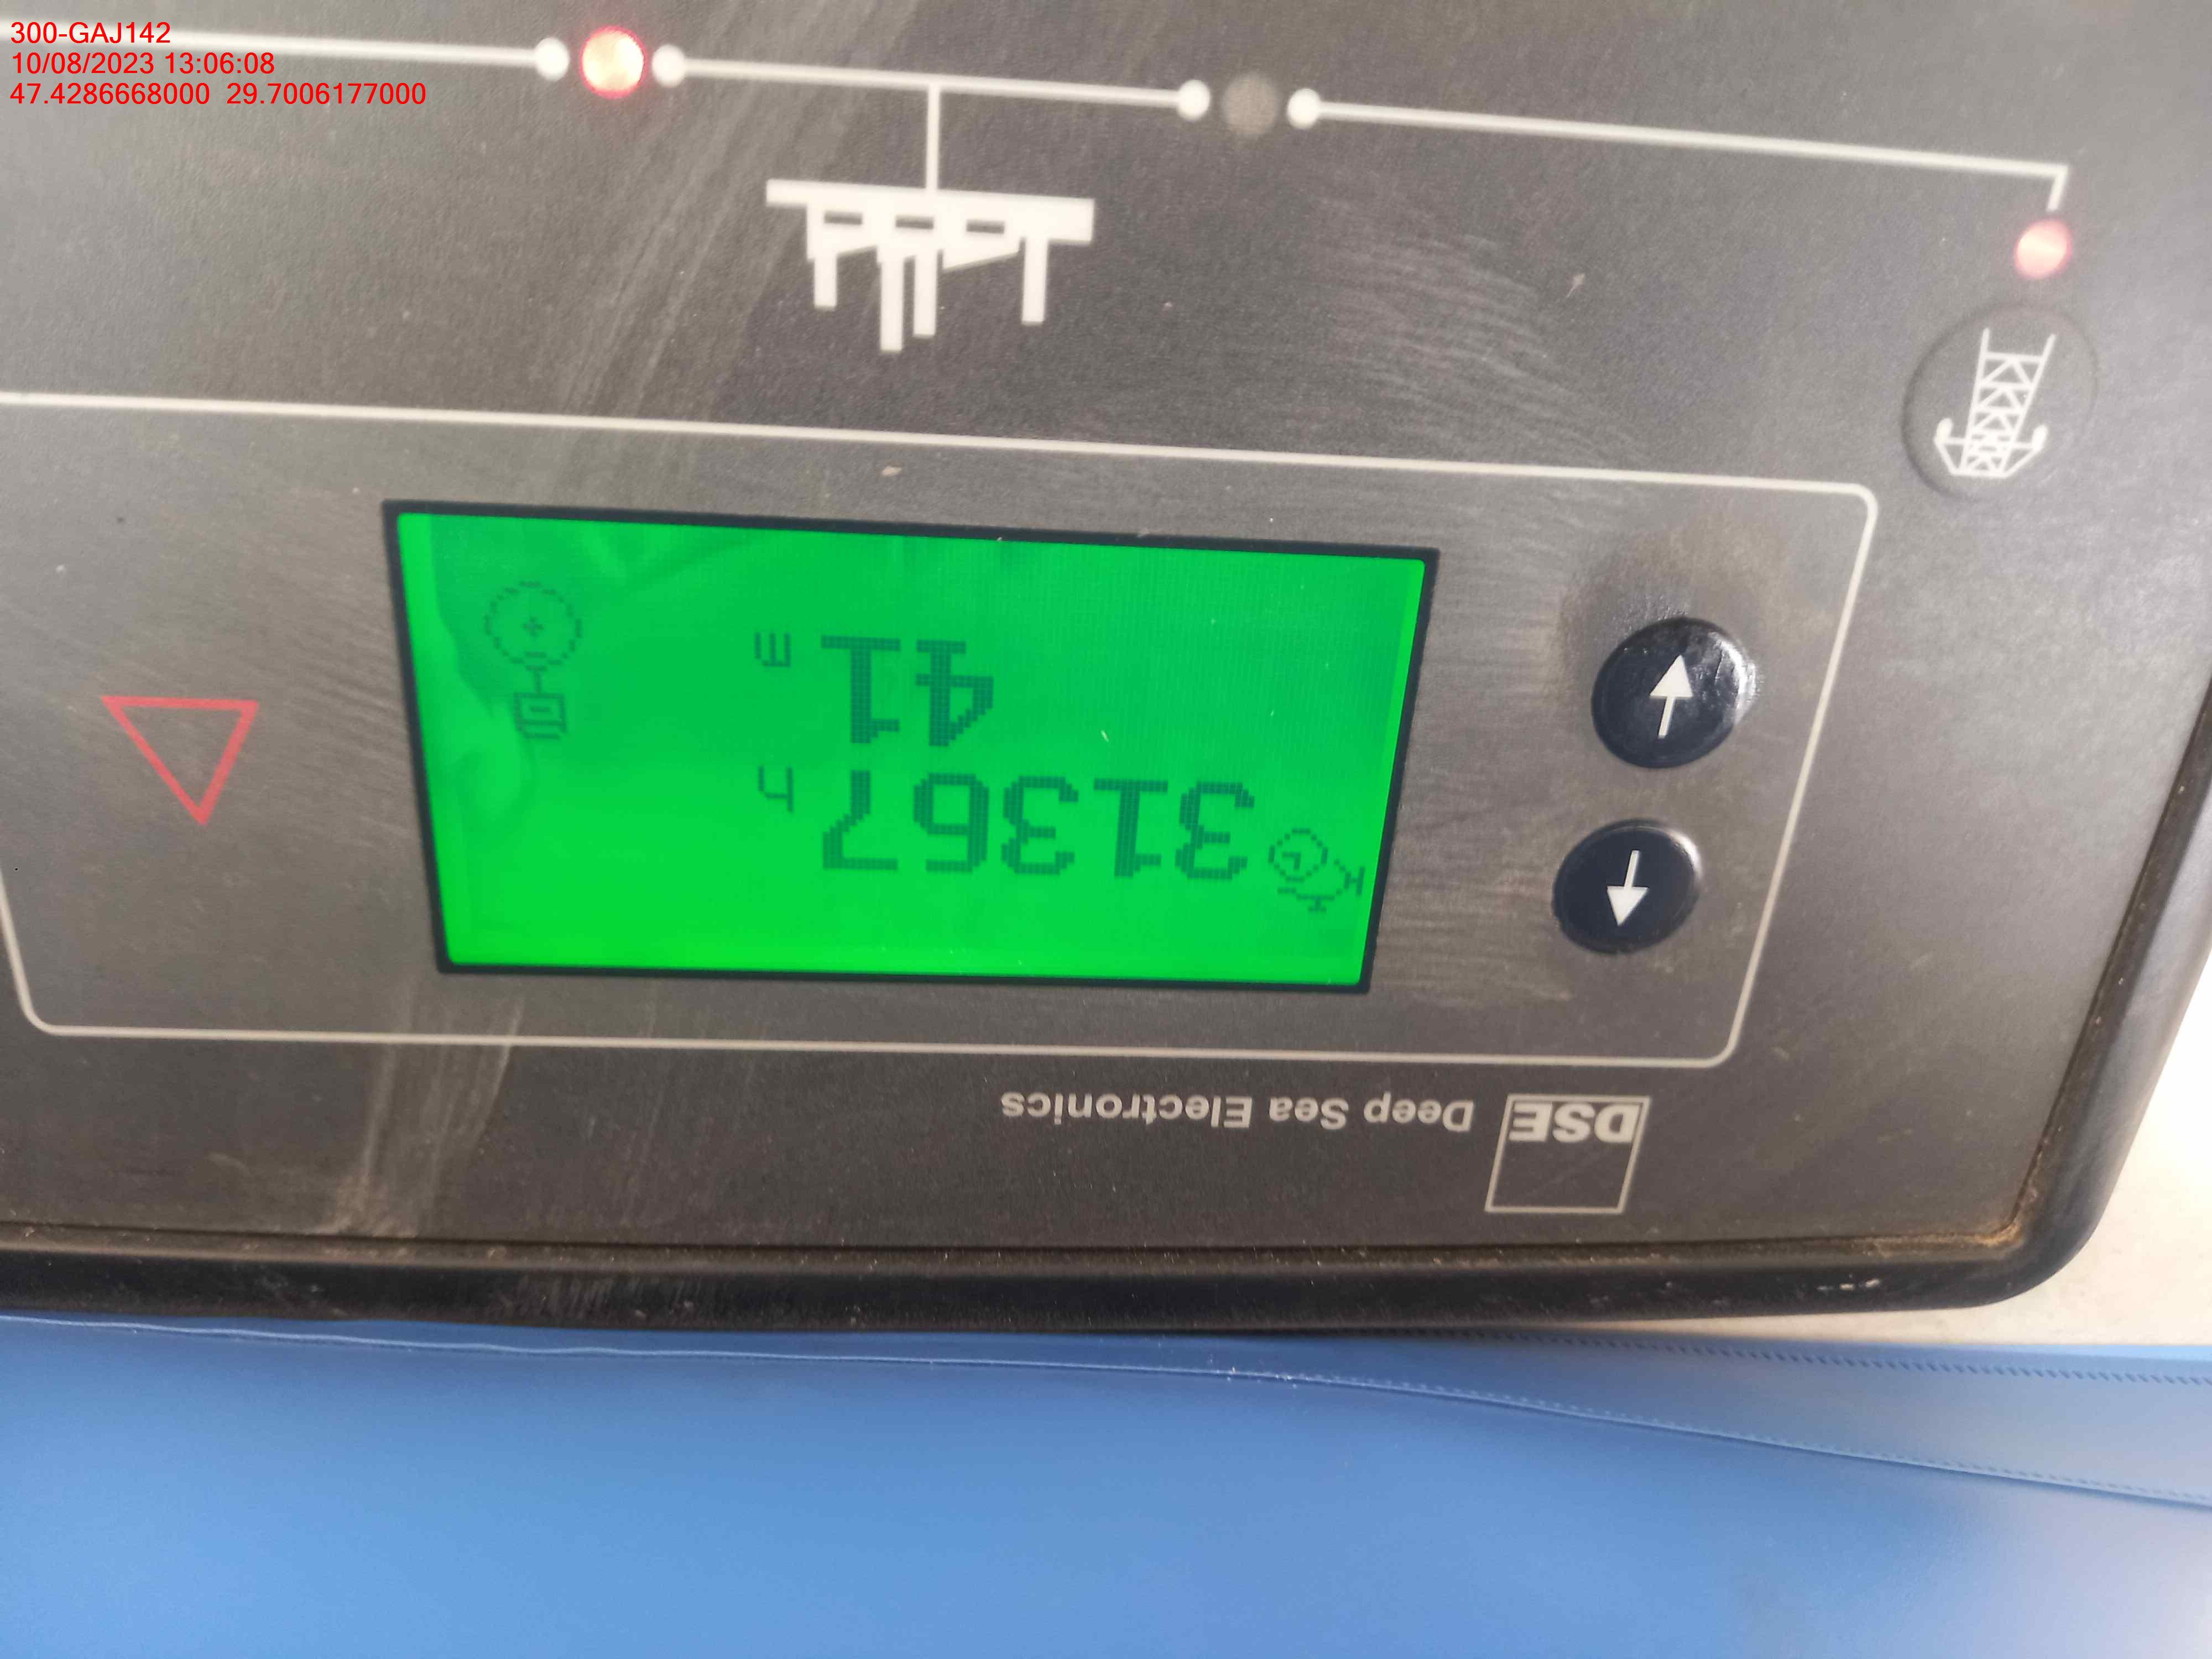 300-GAJ142
10/08/2023 13:06:08
47.4286668000 29.7006177000
DSE Deep Sea Electronics
31367 h
41 m